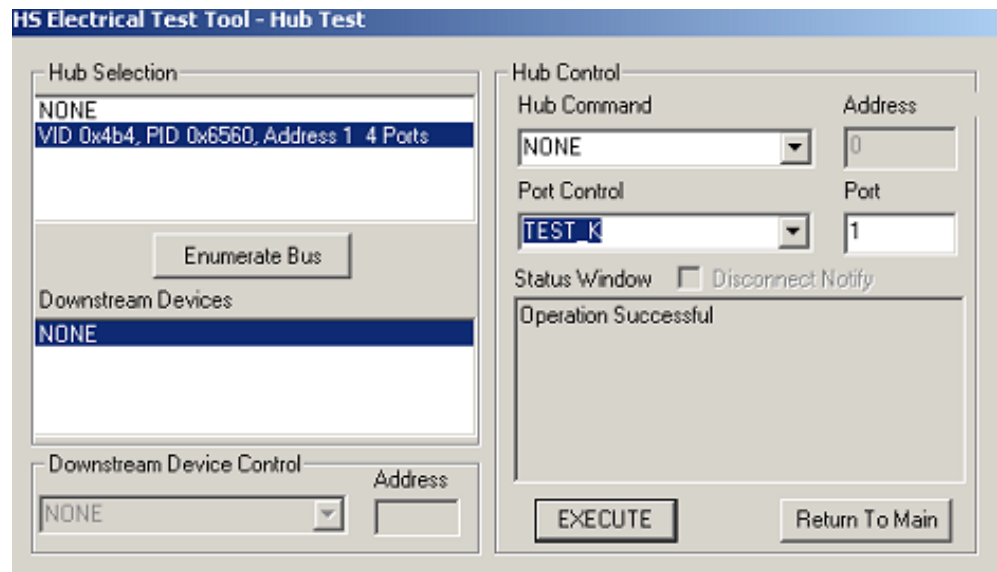 HS Electrical Test Tool - Hub Test
Hub Selection
NONE
VID 0x4b4, PID 0x6560, Address 1 4 Ports
Enumerate Bus
Downstream Devices
NONE
Downstream Device Control
Address
NONE
Hub Control
Hub Command
Address
NONE
0
Port Control
Port
TEST_K
1
Status Window
Disconnect Notify
Operation Successful
EXECUTE
Return To Main